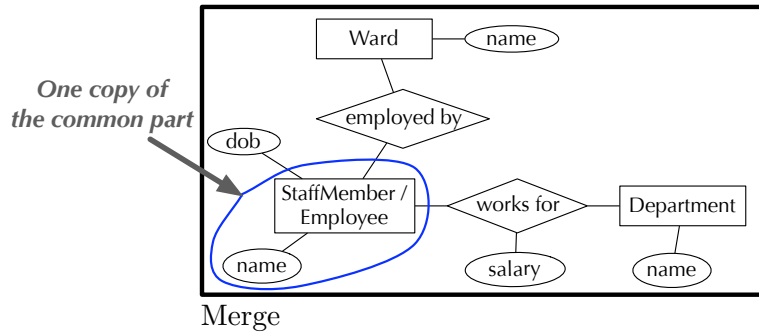 Ward
name
One copy of
the common part
employed by
dob
StaffMember /
Employee
works for
Department
name
salary
name
Merge